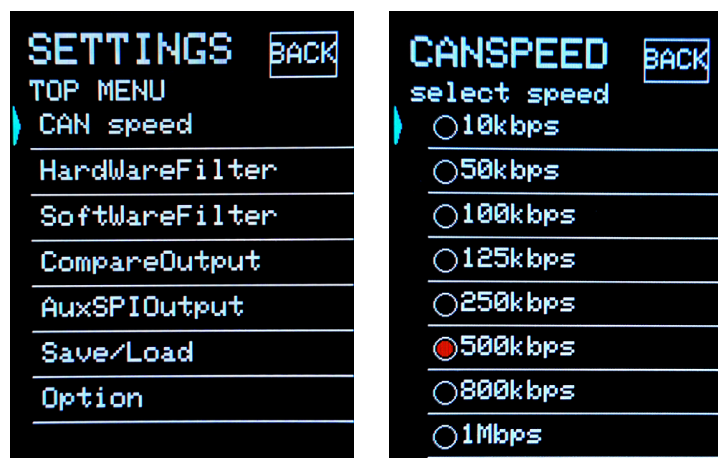 SETTINGS BACK
TOP MENU
CAN speed
HardWareFilter
SoftWareFilter
CompareOutput
AuxSPIOutput
Save/Load
Option
CANSPEED BACK
select speed
10kbps
50kbps
100kbps
125kbps
250kbps
500kbps
800kbps
1Mbps